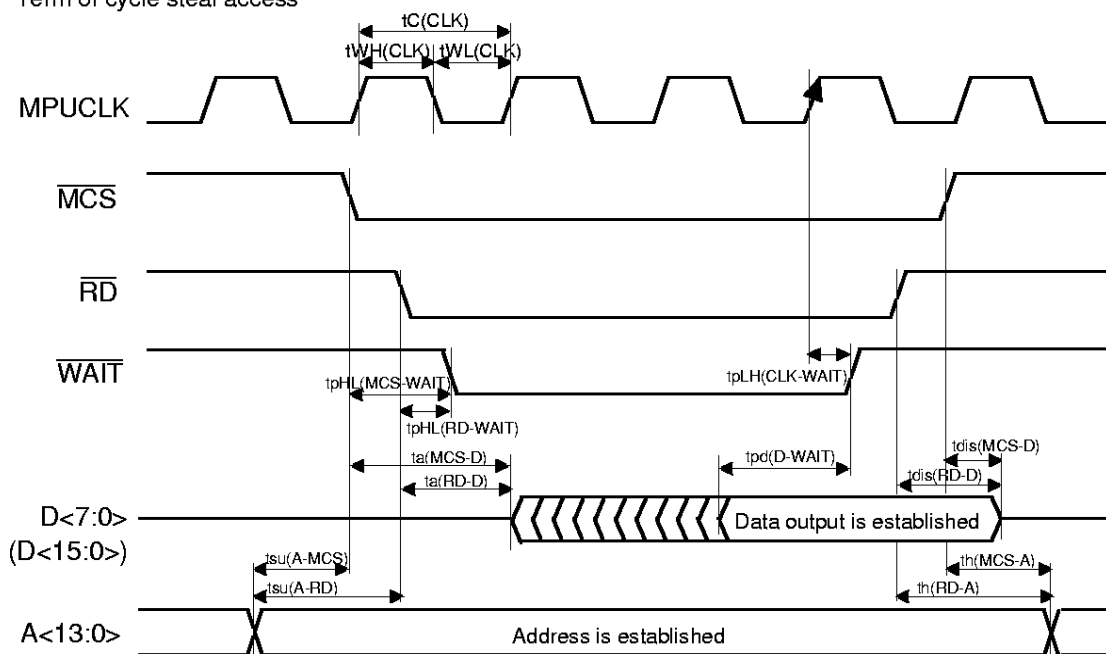 Term of cycle steal access
tC(CLK)
tWH(CLK) tWL(CLK)
MPUCLK
MCS
RD
WAIT
tpHL(MCS-WAIT)
tpLH(CLK-WAIT)
tpHL(RD-WAIT)
ta(MCS-D)
tpd(D-WAIT)
tdis(MCS-D)
ta(RD-D)
tdis(RD-D)
D<7:0>
Data output is established
(D<15:0>)
tsu(A-MCS)
th(MCS-A)
tsu(A-RD)
th(RD-A)
A<13:0>
Address is established